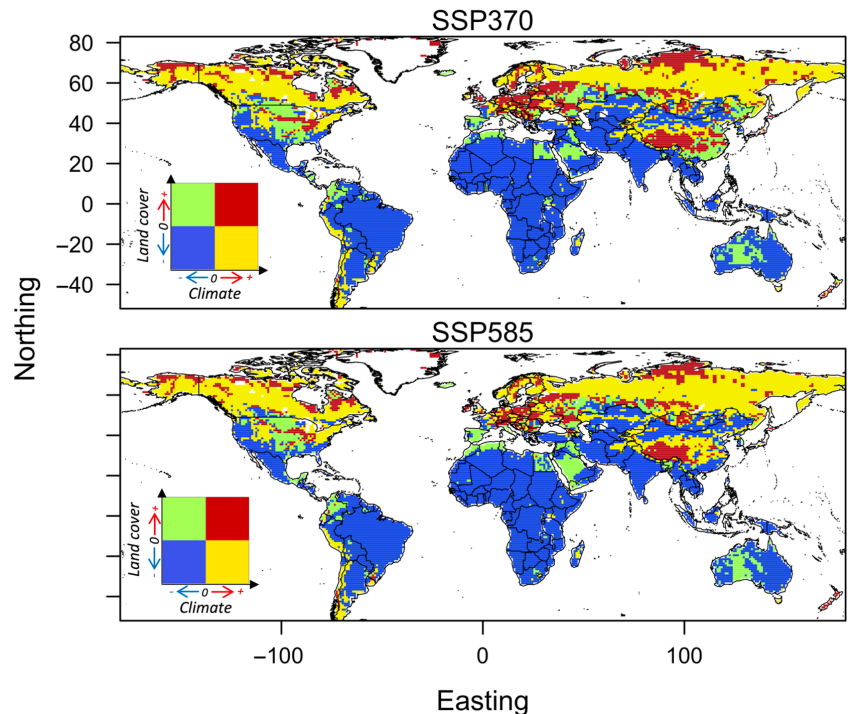 SSP370
80
60
40
20
0
−20
−40
Land cover
- 0 +
- 0 +
Climate
SSP585
Land cover
- 0 +
- 0 +
Climate
−100
0
100
Northing
Easting